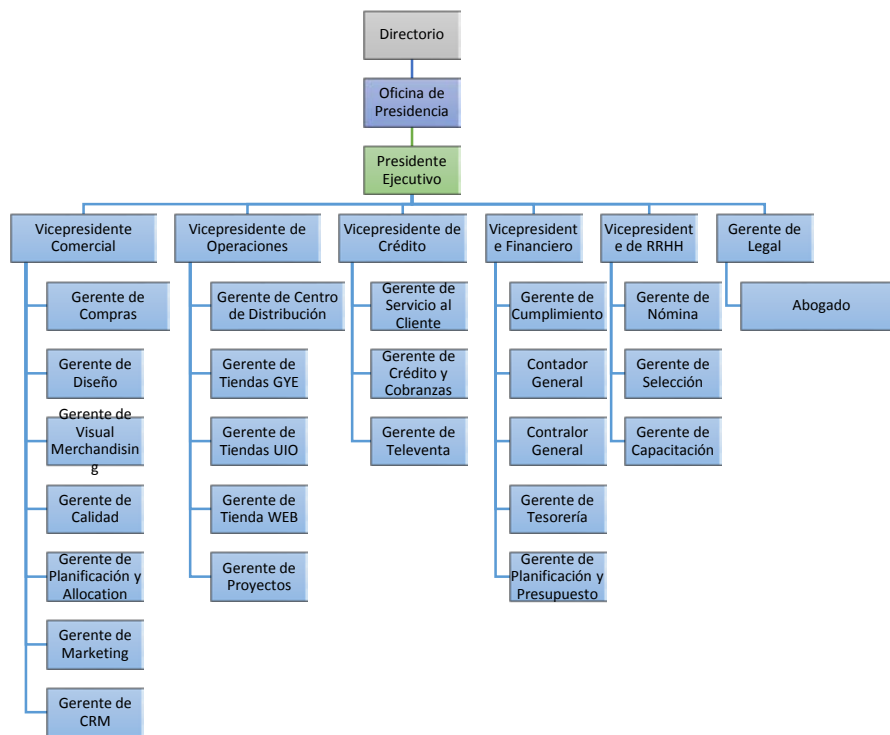 Directorio
Oficina de
Presidencia
Presidente
Ejecutivo
Vicepresidente
Comercial
Gerente de
Compras
Gerente de
Diseño
Gerente de
Visual
Merchandisin
g
Gerente de
Calidad
Gerente de
Planificación y
Allocation
Gerente de
Marketing
Gerente de
CRM
Vicepresidente de
Operaciones
Gerente de Centro
de Distribución
Gerente de
Tiendas GYE
Gerente de
Tiendas UIO
Gerente de
Tienda WEB
Gerente de
Proyectos
Vicepresidente de
Crédito
Gerente de
Servicio al
Cliente
Gerente de
Crédito y
Cobranzas
Gerente de
Televenta
Vicepresident
e Financiero
Gerente de
Cumplimiento
Contador
General
Contralor
General
Gerente de
Tesorería
Gerente de
Planificación y
Presupuesto
Vicepresident
e de RRHH
Gerente de
Nómina
Gerente de
Selección
Gerente de
Capacitación
Gerente de
Legal
Abogado